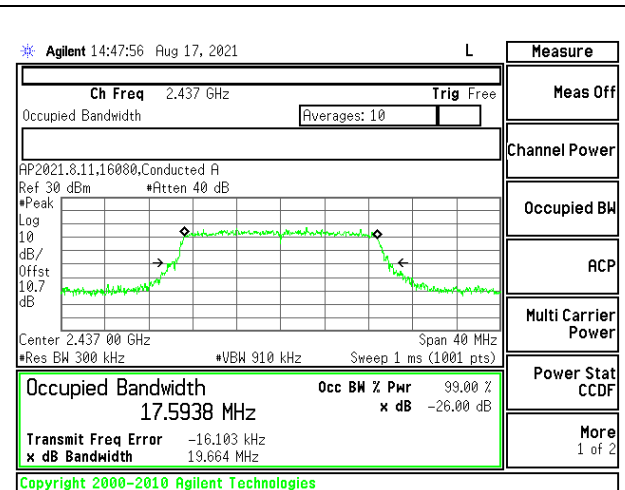 Agilent 14:47:56 Aug 17, 2021 L
Ch Freq 2.437 GHz Trig Free
Occupied Bandwidth Averages: 10
AP2021.8.11,16080,Conducted A
Ref 30 dBm #Atten 40 dB
#Peak
Log
10
dB/
Offst
10.7
dB
Center 2.437 00 GHz Span 40 MHz
#Res BW 300 kHz #VBW 910 kHz Sweep 1 ms (1001 pts)
Occupied Bandwidth Occ BW % Pwr 99.00 %
17.5938 MHz x dB -26.00 dB
Transmit Freq Error -16.103 kHz
x dB Bandwidth 19.664 MHz
Copyright 2000-2010 Agilent Technologies
Measure
Meas Off
Channel Power
Occupied BW
ACP
Multi Carrier
Power
Power Stat
CCDF
More
1 of 2